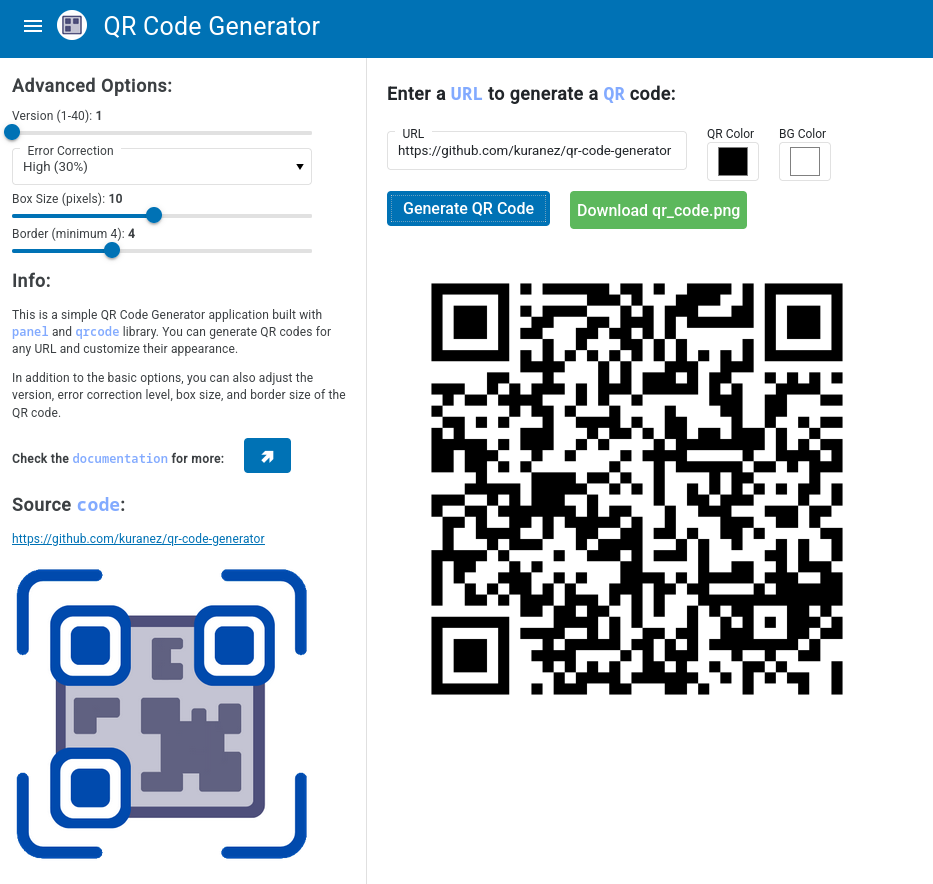 QR Code Generator
Advanced Options:
Version (1-40): 1
Error Correction
High (30%)
Box Size (pixels): 10
Border (minimum 4): 4
Info:
This is a simple QR Code Generator application built with
panel and qrcode library. You can generate QR codes for
any URL and customize their appearance.
In addition to the basic options, you can also adjust the
version, error correction level, box size, and border size of the
QR code.
Check the documentation for more:
Source code:
https://github.com/kuranez/qr-code-generator
Enter a URL to generate a QR code:
URL
https://github.com/kuranez/qr-code-generator
QR Color
BG Color
Generate QR Code
Download qr_code.png